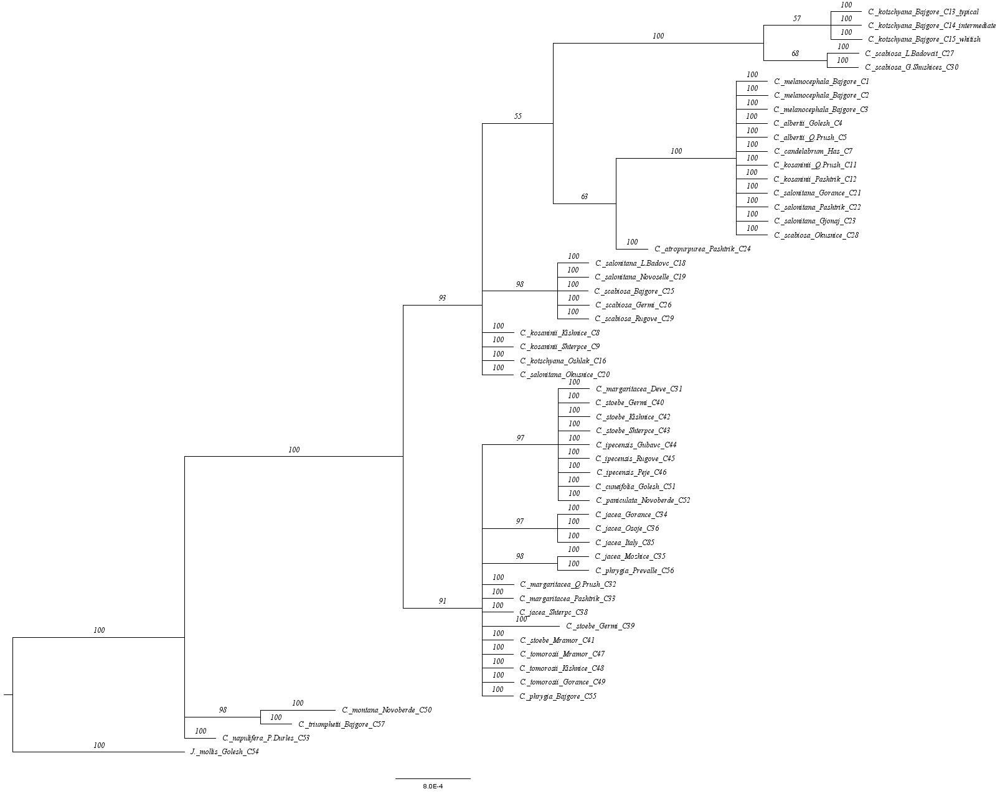 100
C._kotschyana_Bajgore_C13_typical
57
100
C._kotschyana_Bajgore_C14_intermediate
100
C._kotschyana_Bajgore_C15_whitish
100
68
100
C._scabiosa_L.Badovcit_C27
100
C._scabiosa_G.Shushices_C30
100
C._melanocephala_Bajgore_C1
100
C._melanocephala_Bajgore_C2
100
C._melanocephala_Bajgore_C3
55
100
C._albertii_Golesh_C4
100
C._albertii_Q.Prush_C5
100
100
C._candelabrum_Has_C7
100
C._kosaninii_Q.Prush_C11
100
C._kosaninii_Pashtrik_C12
100
C._salonitana_Gorance_C21
63
100
C._salonitana_Pashtrik_C22
100
C._salonitana_Gjonaj_C23
100
C._scabiosa_Okusnice_C28
100
C._atropurpurea_Pashtrik_C24
100
C._salonitana_L.Badovc_C18
100
C._salonitana_Novoselle_C19
98
100
C._scabiosa_Bajgore_C25
93
100
C._scabiosa_Germi_C26
100
C._scabiosa_Rugove_C29
100
C._kosaninii_Kishnice_C8
100
C._kosaninii_Shterpce_C9
100
C._kotschyana_Oshlak_C16
100
C._salonitana_Okusnice_C20
100
C._margaritacea_Deve_C31
100
C._stoebe_Germi_C40
100
C._stoebe_Kishnice_C42
100
C._stoebe_Shterpce_C43
97
100
C._ipecensis_Gubavc_C44
100
100
C._ipecensis_Rugove_C45
100
C._ipecensis_Peje_C46
100
C._cuneifolia_Golesh_C51
100
C._paniculata_Novoberde_C52
100
C._jacea_Gorance_C34
97
100
C._jacea_Osoje_C36
100
C._jacea_Italy_C85
98
100
C._jacea_Moshice_C35
100
C._phrygia_Prevalle_C56
100
C._margaritacea_Q.Prush_C32
100
C._margaritacea_Pashtrik_C33
91
100
C._jacea_Shterpc_C38
100
C._stoebe_Germi_C39
100
100
C._stoebe_Mramor_C41
100
C._tomorosii_Mramor_C47
100
C._tomorosii_Kishnice_C48
100
C._tomorosii_Gorance_C49
100
C._phrygia_Bajgore_C55
98
100
C._montana_Novoberde_C50
100
C._triumphetii_Bajgore_C57
100
C._napulifera_P.Durles_C53
100
J._mollis_Golesh_C54
8.0E-4